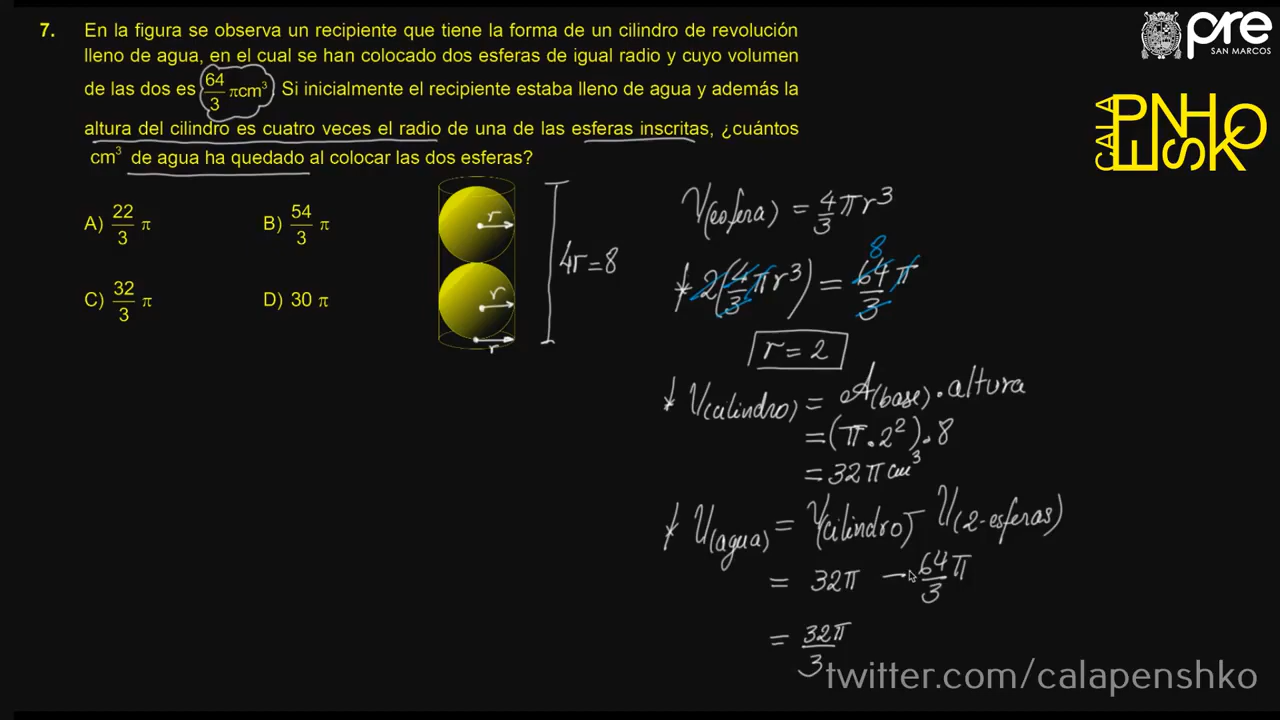 7. En la figura se observa un recipiente que tiene la forma de un cilindro de revolución
lleno de agua, en el cual se han colocado dos esferas de igual radio y cuyo volumen
de las dos es 64/3 πcm³. Si inicialmente el recipiente estaba lleno de agua y además la
altura del cilindro es cuatro veces el radio de una de las esferas inscritas, ¿cuántos
cm³ de agua ha quedado al colocar las dos esferas?
A) 22/3 π
B) 54/3 π
C) 32/3 π
D) 30 π
r
r
r
4r=8
V(esfera) = 4/3 πr³
8
* 2(4/3 πr³) = 64/3 π
r = 2
* V(cilindro) = A(base) . altura
= (π.2²).8
= 32π cm³
* V(agua) = V(cilindro) - V(2-esferas)
= 32π - 64/3 π
= 32π/3
pre
SAN MARCOS
CALA
PENSHKO
twitter.com/calapenshko